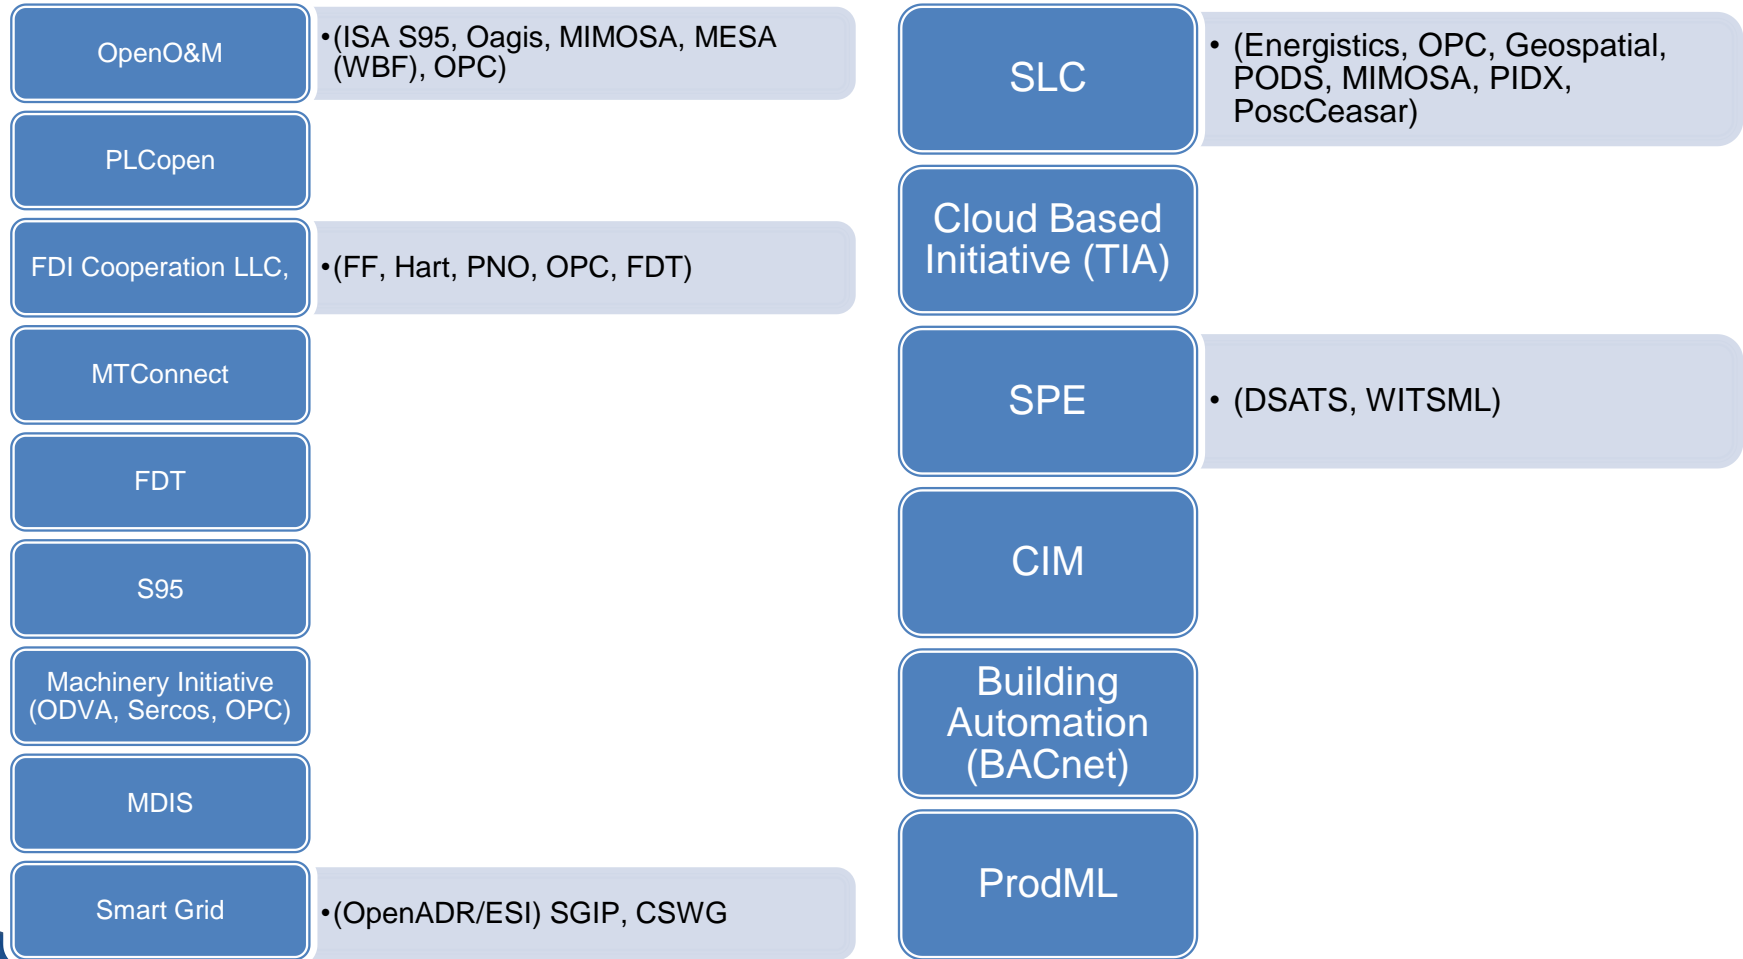 OpenO&M
•(ISA S95, Oagis, MIMOSA, MESA
(WBF), OPC)
PLCopen
FDI Cooperation LLC,
•(FF, Hart, PNO, OPC, FDT)
MTConnect
FDT
S95
Machinery Initiative
(ODVA, Sercos, OPC)
MDIS
Smart Grid
•(OpenADR/ESI) SGIP, CSWG
SLC
• (Energistics, OPC, Geospatial,
PODS, MIMOSA, PIDX,
PoscCeasar)
Cloud Based
Initiative (TIA)
SPE
• (DSATS, WITSML)
CIM
Building
Automation
(BACnet)
ProdML